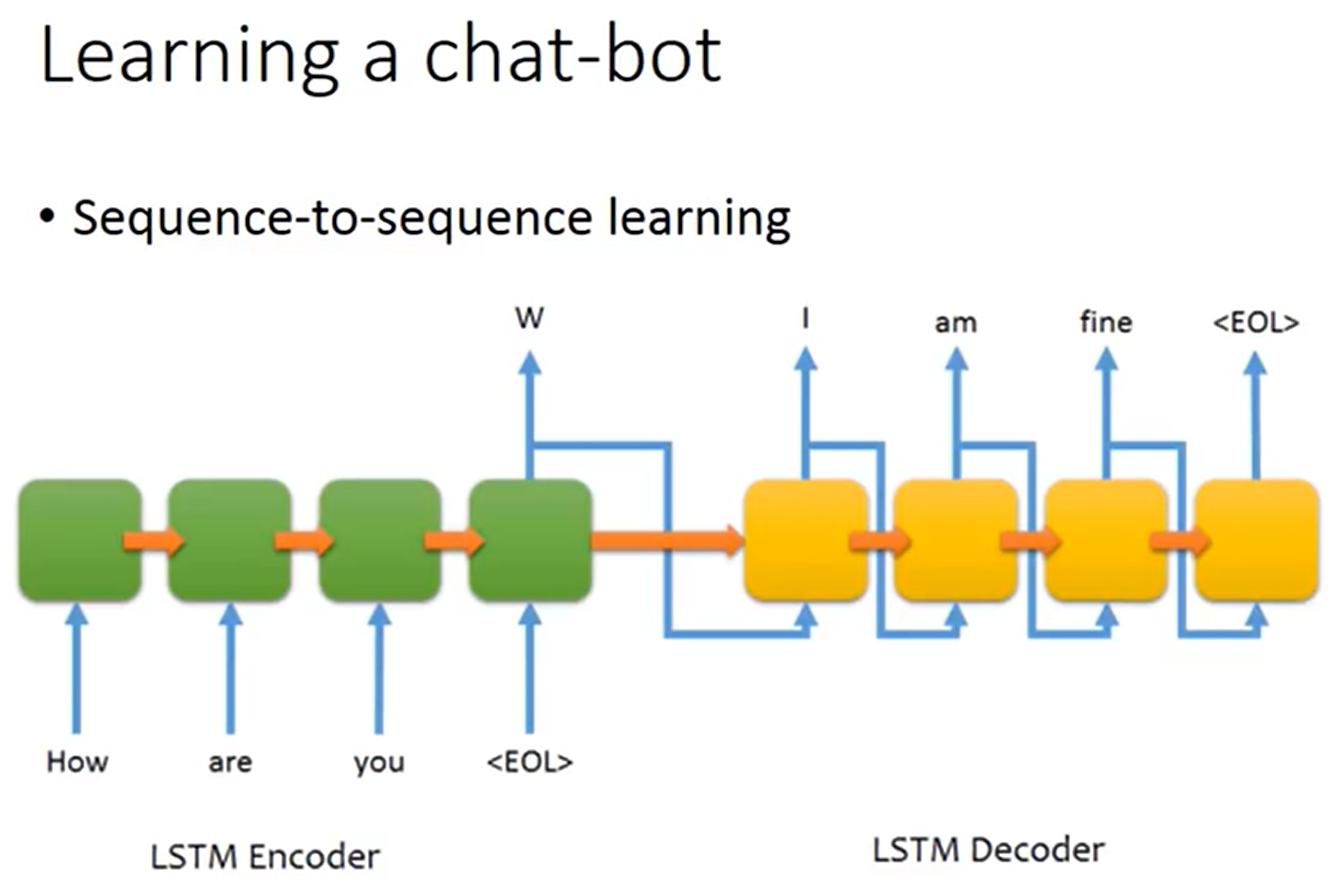 Learning a chat-bot
• Sequence-to-sequence learning
W I am fine <EOL>
How are you <EOL>
LSTM Encoder LSTM Decoder